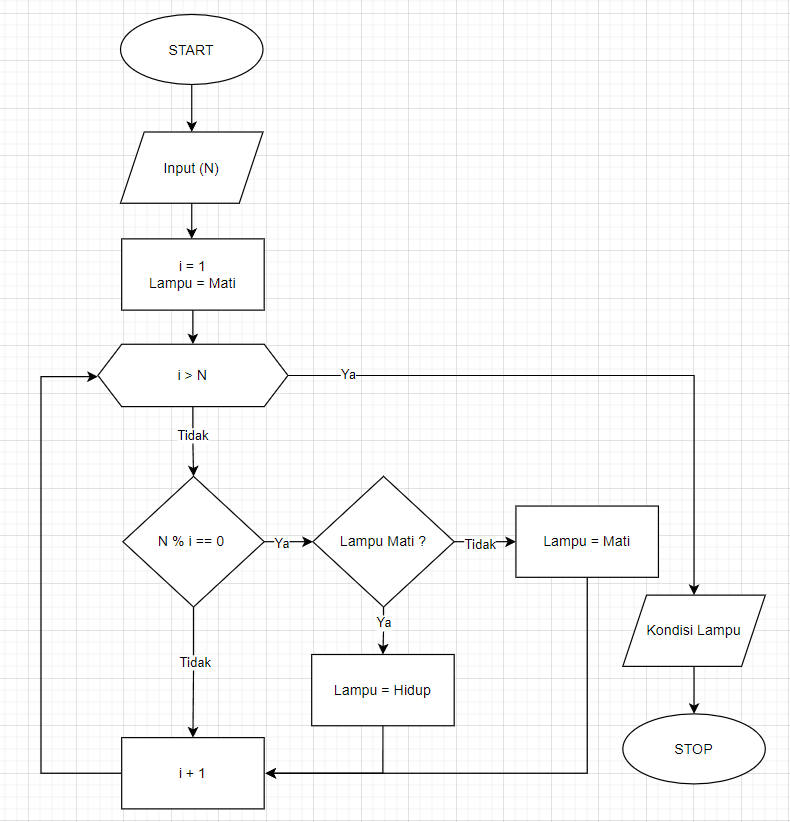 START
Input (N)
i = 1
Lampu = Mati
i > N
Ya
Tidak
N % i == 0
Ya
Lampu Mati ?
Tidak
Lampu = Mati
Ya
Kondisi Lampu
Tidak
Lampu = Hidup
i + 1
STOP